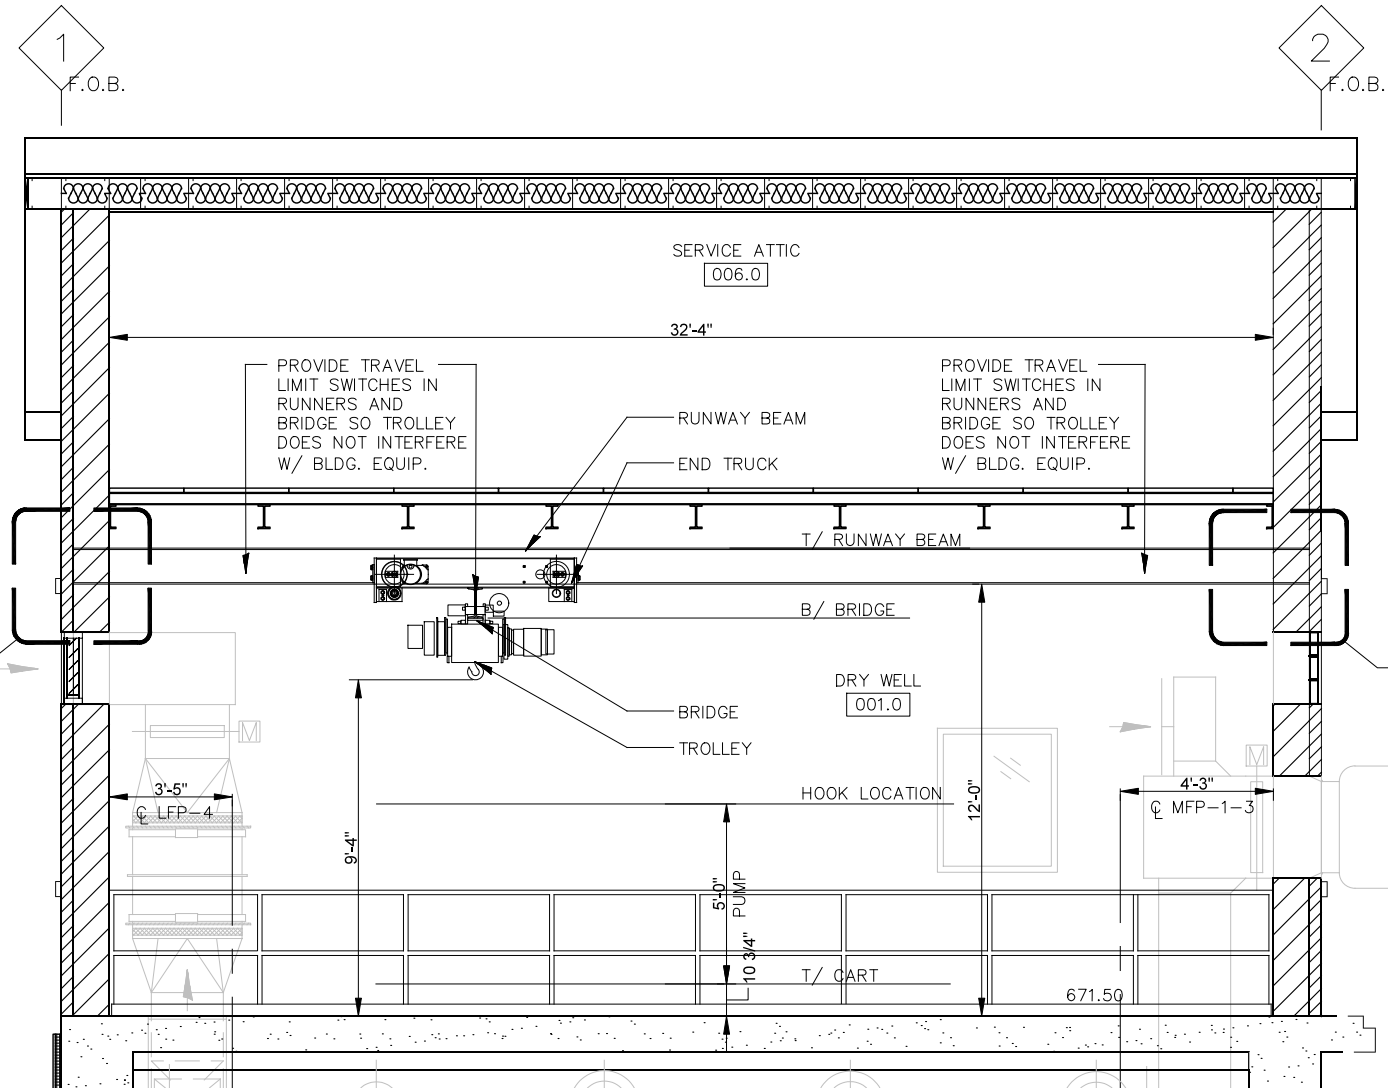 1
2
F.O.B.
F.O.B.
SERVICE ATTIC
006.0
32'-4"
PROVIDE TRAVEL
LIMIT SWITCHES IN
RUNNERS AND
BRIDGE SO TROLLEY
DOES NOT INTERFERE
W/ BLDG. EQUIP.
PROVIDE TRAVEL
LIMIT SWITCHES IN
RUNNERS AND
BRIDGE SO TROLLEY
DOES NOT INTERFERE
W/ BLDG. EQUIP.
RUNWAY BEAM
END TRUCK
T/ RUNWAY BEAM
B/ BRIDGE
DRY WELL
001.0
BRIDGE
TROLLEY
M
M
3'-5"
℄ LFP-4
HOOK LOCATION
4'-3"
℄ MFP-1-3
9'-4"
12'-0"
5'-0"
PUMP
10 3/4"
T/ CART
671.50